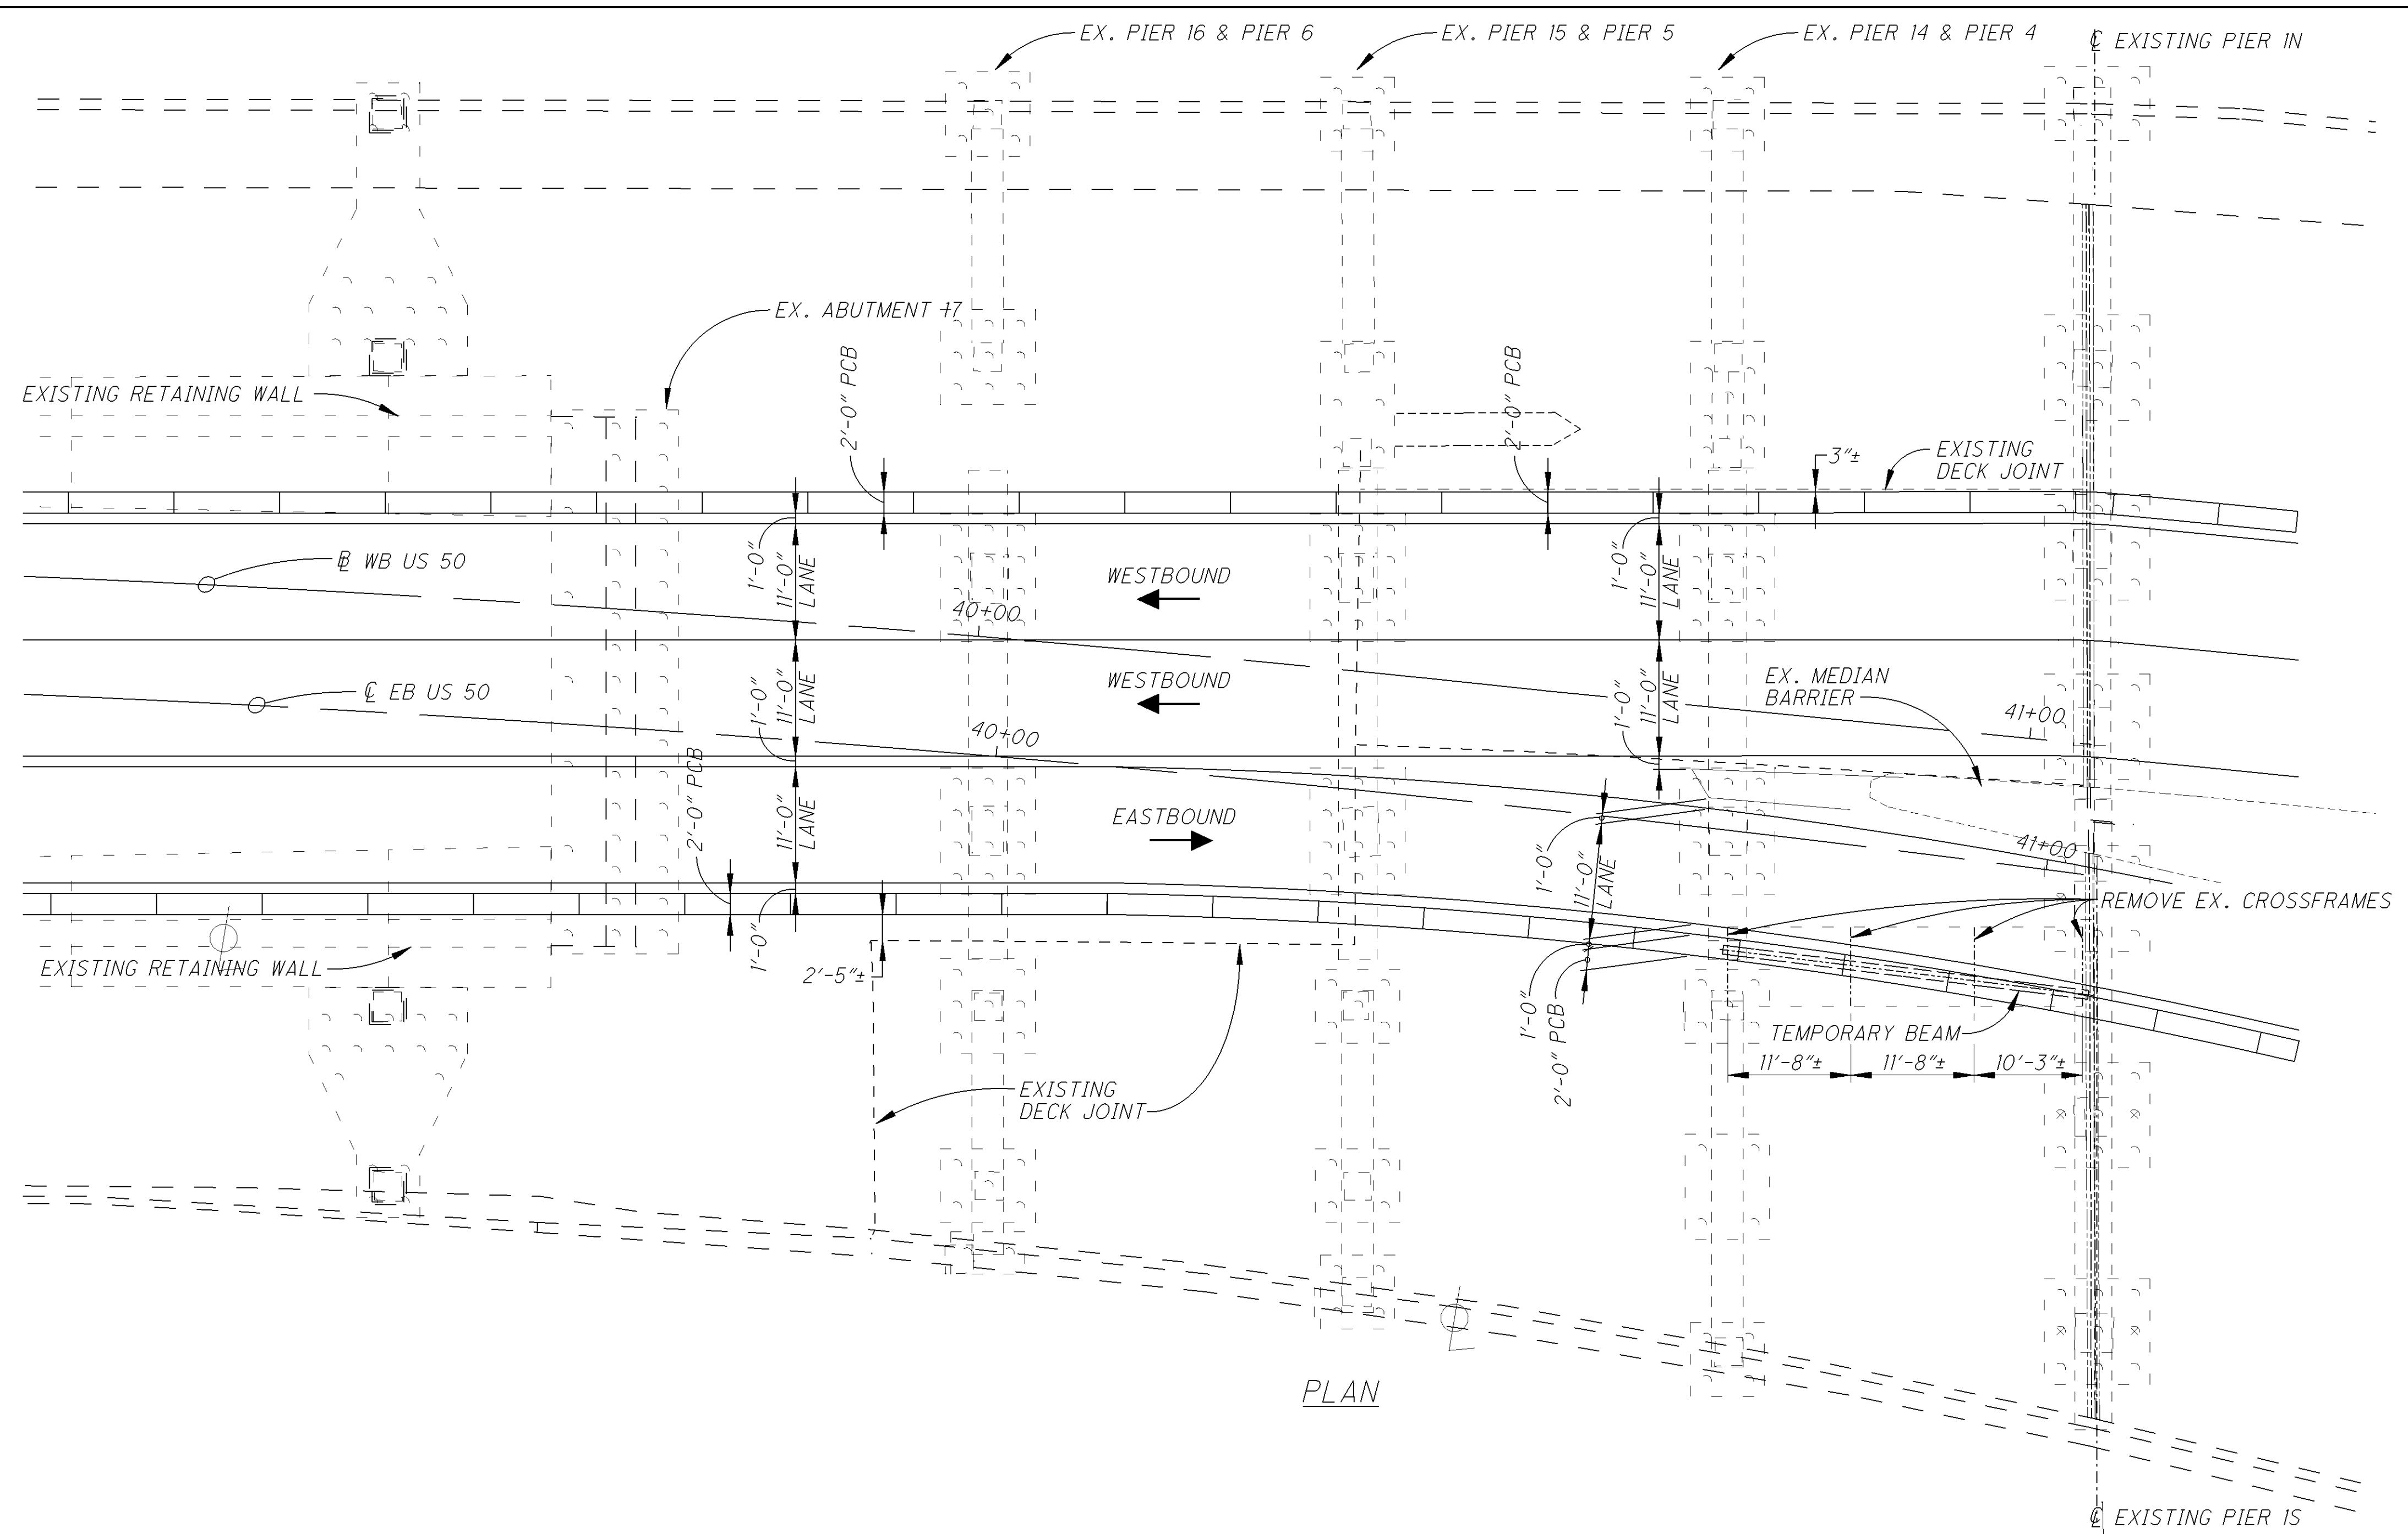 EX. PIER 16 & PIER 6
EX. PIER 15 & PIER 5
EX. PIER 14 & PIER 4
℄ EXISTING PIER 1N
EX. ABUTMENT 17
EXISTING RETAINING WALL
2'-0" PCB
2'-0" PCB
3"±
EXISTING
DECK JOINT
WB US 50
1'-0"
11'-0"
LANE
WESTBOUND
1'-0"
11'-0"
LANE
40+00
℄ EB US 50
1'-0"
11'-0"
LANE
WESTBOUND
1'-0"
11'-0"
LANE
EX. MEDIAN
BARRIER
41+00
40+00
2'-0" PCB
11'-0"
LANE
EASTBOUND
1'-0"
11'-0"
LANE
41+00
REMOVE EX. CROSSFRAMES
EXISTING RETAINING WALL
1'-0"
2'-5"±
1'-0"
2'-0" PCB
TEMPORARY BEAM
11'-8"±
11'-8"±
10'-3"±
EXISTING
DECK JOINT
PLAN
℄ EXISTING PIER 1S